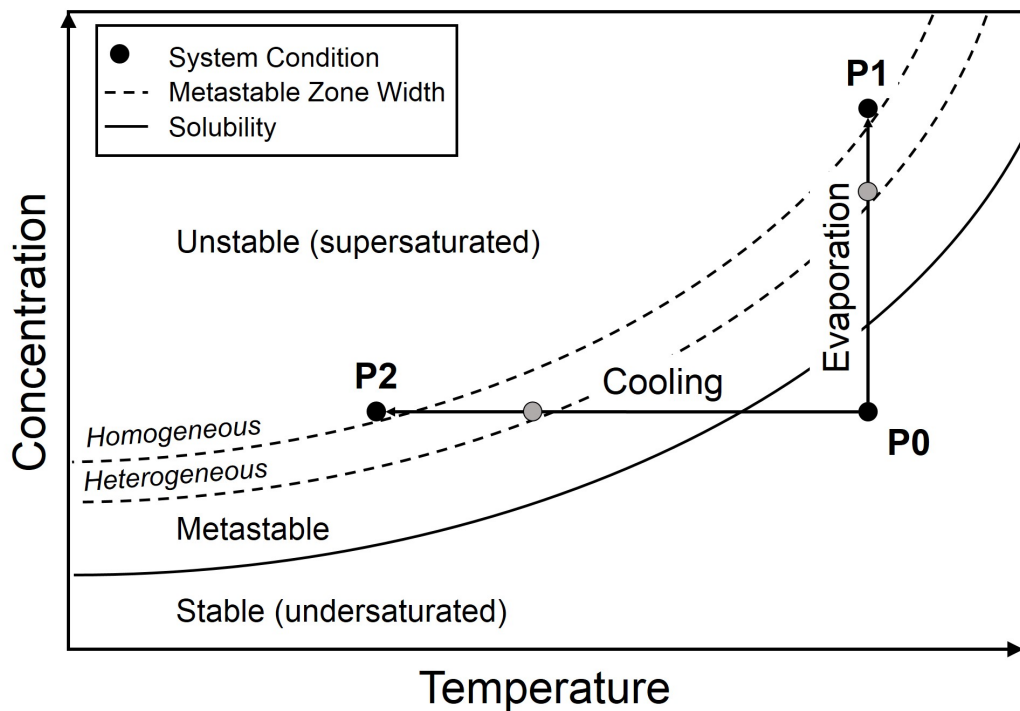 System Condition
Metastable Zone Width
Solubility
P1
Unstable (supersaturated)
Evaporation
P2
Cooling
P0
Homogeneous
Heterogeneous
Metastable
Stable (undersaturated)
Concentration
Temperature